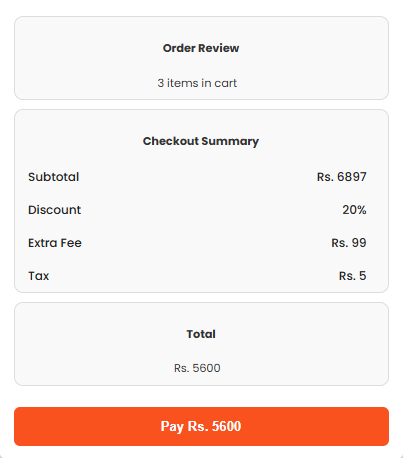 Order Review
3 items in cart
Checkout Summary
Subtotal Rs. 6897
Discount 20%
Extra Fee Rs. 99
Tax Rs. 5
Total
Rs. 5600
Pay Rs. 5600